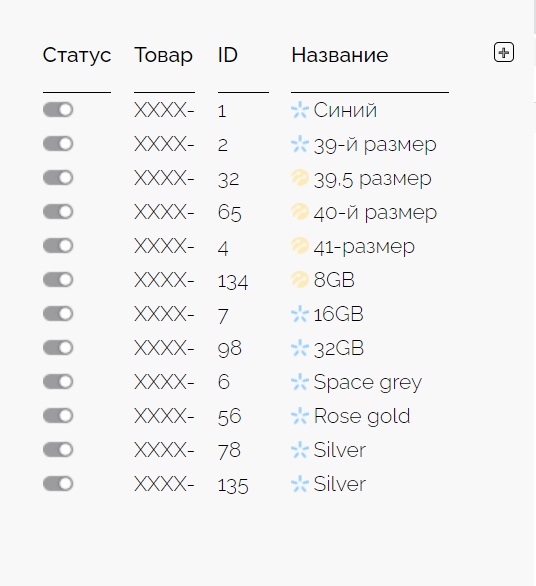 Статус Товар ID Название
XXXX- 1 Синий
XXXX- 2 39-й размер
XXXX- 32 39,5 размер
XXXX- 65 40-й размер
XXXX- 4 41-размер
XXXX- 134 8GB
XXXX- 7 16GB
XXXX- 98 32GB
XXXX- 6 Space grey
XXXX- 56 Rose gold
XXXX- 78 Silver
XXXX- 135 Silver